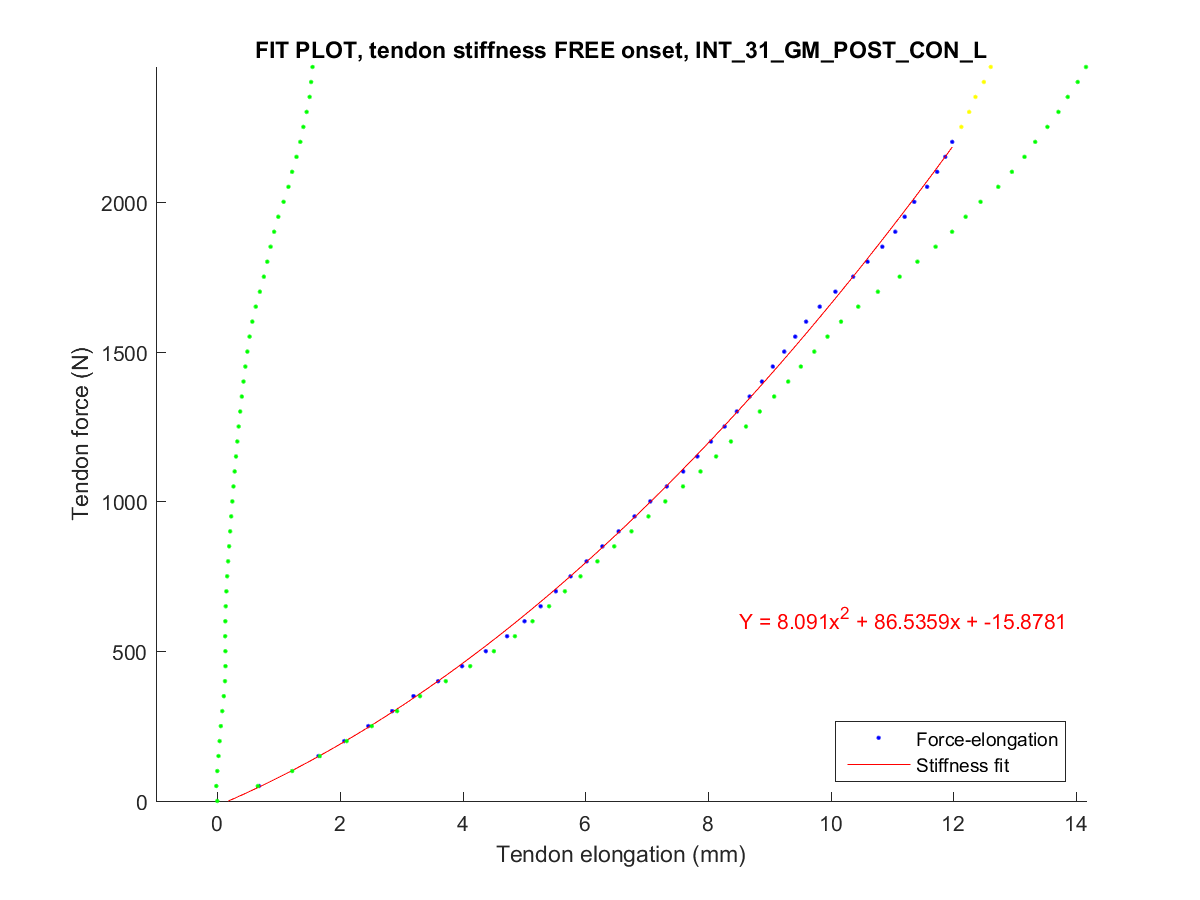 FIT PLOT, tendon stiffness FREE onset, INT_31_GM_POST_CON_L
Tendon force (N)
2000
1500
1000
500
0
Y = 8.091x² + 86.5359x + -15.8781
Force-elongation
Stiffness fit
0 2 4 6 8 10 12 14
Tendon elongation (mm)